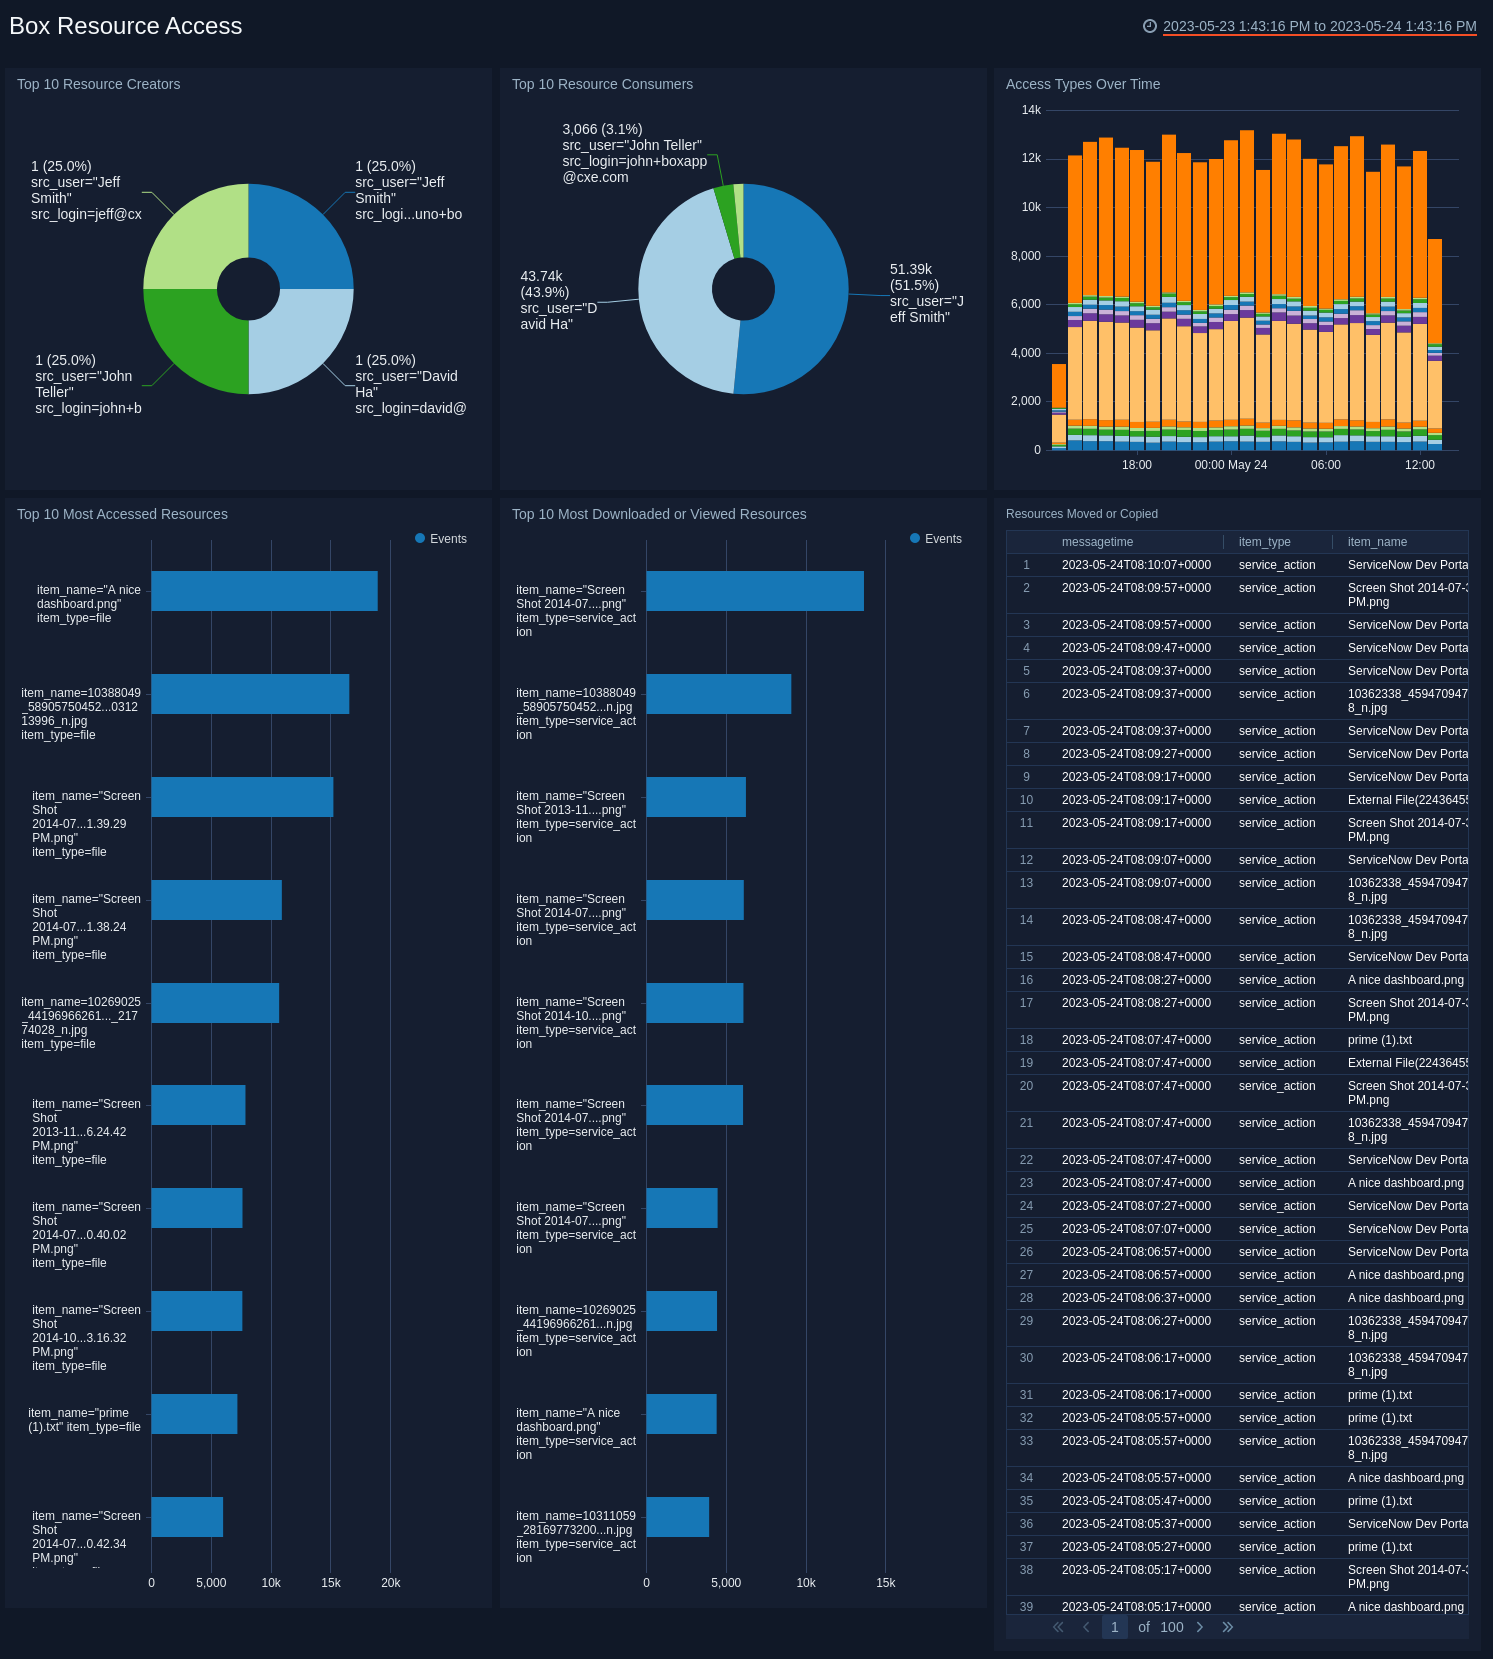 Box Resource Access
2023-05-23 1:43:16 PM to 2023-05-24 1:43:16 PM
Top 10 Resource Creators
1 (25.0%)
src_user="Jeff
Smith"
src_login=jeff@cx
1 (25.0%)
src_user="Jeff
Smith"
src_logi...uno+bo
1 (25.0%)
src_user="John
Teller"
src_login=john+b
1 (25.0%)
src_user="David
Ha"
src_login=david@
Top 10 Resource Consumers
3,066 (3.1%)
src_user="John Teller"
src_login=john+boxapp
@cxe.com
43.74k
(43.9%)
src_user="D
avid Ha"
51.39k
(51.5%)
src_user="J
eff Smith"
Access Types Over Time
14k
12k
10k
8,000
6,000
4,000
2,000
0
18:00
00:00 May 24
06:00
12:00
Top 10 Most Accessed Resources
Events
item_name="A nice
dashboard.png"
item_type=file
item_name=10388049
_58905750452...0312
13996_n.jpg
item_type=file
item_name="Screen
Shot
2014-07...1.39.29
PM.png"
item_type=file
item_name="Screen
Shot
2014-07...1.38.24
PM.png"
item_type=file
item_name=10269025
_44196966261..._217
74028_n.jpg
item_type=file
item_name="Screen
Shot
2013-11...6.24.42
PM.png"
item_type=file
item_name="Screen
Shot
2014-07...0.40.02
PM.png"
item_type=file
item_name="Screen
Shot
2014-10...3.16.32
PM.png"
item_type=file
item_name="prime
(1).txt" item_type=file
item_name="Screen
Shot
2014-07...0.42.34
PM.png"
0
5,000
10k
15k
20k
Top 10 Most Downloaded or Viewed Resources
Events
item_name="Screen
Shot 2014-07....png"
item_type=service_act
ion
item_name=10388049
_58905750452...n.jpg
item_type=service_act
ion
item_name="Screen
Shot 2013-11....png"
item_type=service_act
ion
item_name="Screen
Shot 2014-07....png"
item_type=service_act
ion
item_name="Screen
Shot 2014-10....png"
item_type=service_act
ion
item_name="Screen
Shot 2014-07....png"
item_type=service_act
ion
item_name="Screen
Shot 2014-07....png"
item_type=service_act
ion
item_name=10269025
_44196966261...n.jpg
item_type=service_act
ion
item_name="A nice
dashboard.png"
item_type=service_act
ion
item_name=10311059
_28169773200...n.jpg
item_type=service_act
ion
0
5,000
10k
15k
Resources Moved or Copied
messagetime item_type item_name
1 2023-05-24T08:10:07+0000 service_action ServiceNow Dev Porta
2 2023-05-24T08:09:57+0000 service_action Screen Shot 2014-07-3
PM.png
3 2023-05-24T08:09:57+0000 service_action ServiceNow Dev Porta
4 2023-05-24T08:09:47+0000 service_action ServiceNow Dev Porta
5 2023-05-24T08:09:37+0000 service_action ServiceNow Dev Porta
6 2023-05-24T08:09:37+0000 service_action 10362338_459470947
8_n.jpg
7 2023-05-24T08:09:37+0000 service_action ServiceNow Dev Porta
8 2023-05-24T08:09:27+0000 service_action ServiceNow Dev Porta
9 2023-05-24T08:09:17+0000 service_action ServiceNow Dev Porta
10 2023-05-24T08:09:17+0000 service_action External File(22436455
11 2023-05-24T08:09:17+0000 service_action Screen Shot 2014-07-3
PM.png
12 2023-05-24T08:09:07+0000 service_action ServiceNow Dev Porta
13 2023-05-24T08:09:07+0000 service_action 10362338_459470947
8_n.jpg
14 2023-05-24T08:08:47+0000 service_action 10362338_459470947
8_n.jpg
15 2023-05-24T08:08:47+0000 service_action ServiceNow Dev Porta
16 2023-05-24T08:08:27+0000 service_action A nice dashboard.png
17 2023-05-24T08:08:27+0000 service_action Screen Shot 2014-07-3
PM.png
18 2023-05-24T08:07:47+0000 service_action prime (1).txt
19 2023-05-24T08:07:47+0000 service_action External File(22436455
20 2023-05-24T08:07:47+0000 service_action Screen Shot 2014-07-3
PM.png
21 2023-05-24T08:07:47+0000 service_action 10362338_459470947
8_n.jpg
22 2023-05-24T08:07:47+0000 service_action ServiceNow Dev Porta
23 2023-05-24T08:07:47+0000 service_action A nice dashboard.png
24 2023-05-24T08:07:27+0000 service_action ServiceNow Dev Porta
25 2023-05-24T08:07:07+0000 service_action ServiceNow Dev Porta
26 2023-05-24T08:06:57+0000 service_action ServiceNow Dev Porta
27 2023-05-24T08:06:57+0000 service_action A nice dashboard.png
28 2023-05-24T08:06:37+0000 service_action A nice dashboard.png
29 2023-05-24T08:06:27+0000 service_action 10362338_459470947
8_n.jpg
30 2023-05-24T08:06:17+0000 service_action 10362338_459470947
8_n.jpg
31 2023-05-24T08:06:17+0000 service_action prime (1).txt
32 2023-05-24T08:05:57+0000 service_action prime (1).txt
33 2023-05-24T08:05:57+0000 service_action 10362338_459470947
8_n.jpg
34 2023-05-24T08:05:57+0000 service_action A nice dashboard.png
35 2023-05-24T08:05:47+0000 service_action prime (1).txt
36 2023-05-24T08:05:37+0000 service_action ServiceNow Dev Porta
37 2023-05-24T08:05:27+0000 service_action prime (1).txt
38 2023-05-24T08:05:17+0000 service_action Screen Shot 2014-07-3
PM.png
39 2023-05-24T08:05:17+0000 service_action A nice dashboard.png
1 of 100